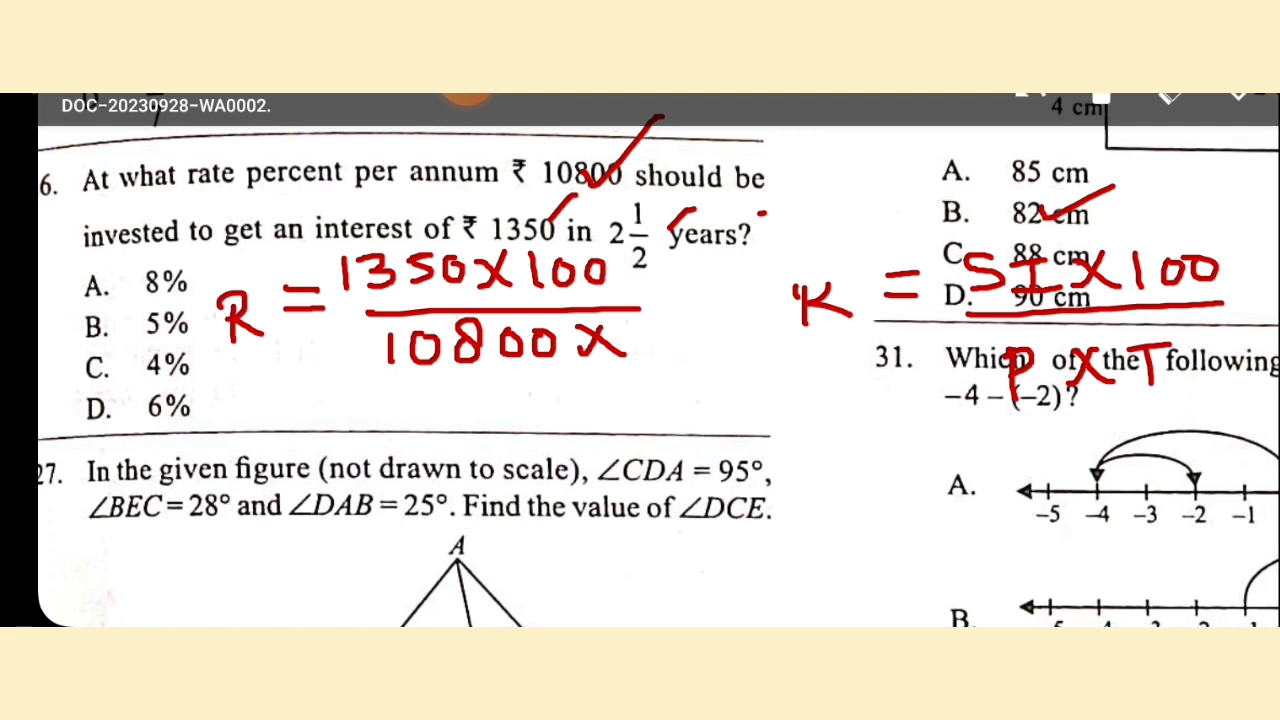 DOC-20230928-WA0002.
6. At what rate percent per annum ₹ 10800 should be
invested to get an interest of ₹ 1350 in 2 1/2 years?
A. 8%
B. 5%
C. 4%
D. 6%
R = 1350 X 100
10800 X
27. In the given figure (not drawn to scale), ∠CDA = 95°,
∠BEC = 28° and ∠DAB = 25°. Find the value of ∠DCE.
A
4 cm
A. 85 cm
B. 82 cm
C. 88 cm
D. 90 cm
R = SI X 100
P X T
31. Which of the following
−4 − (−2)?
A.
−5 −4 −3 −2 −1
B.